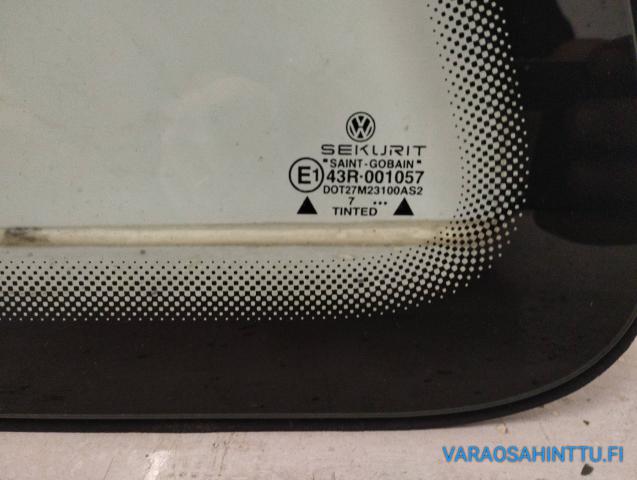 SEKURIT
"SAINT-GOBAIN"
E1 43R-001057
DOT27M23100AS2
7 ...
TINTED
VARAOSAHINTTU.FI